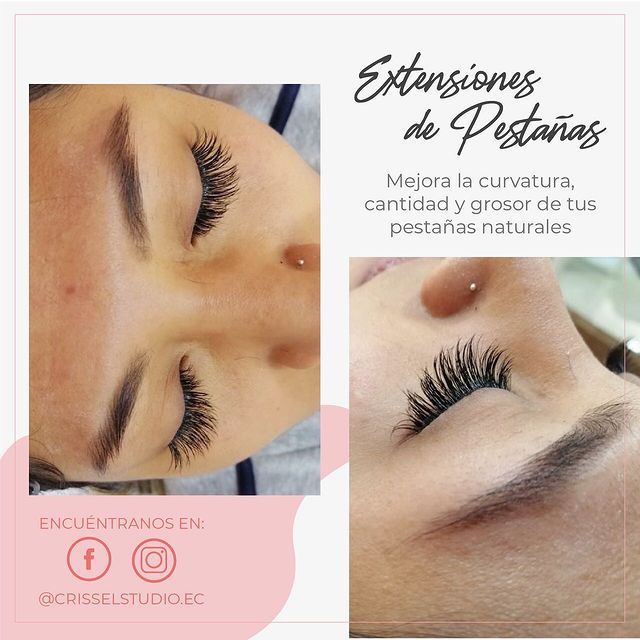 Extensiones
de Pestañas
Mejora la curvatura,
cantidad y grosor de tus
pestañas naturales
ENCUÉNTRANOS EN:
@CRISSELSTUDIO.EC